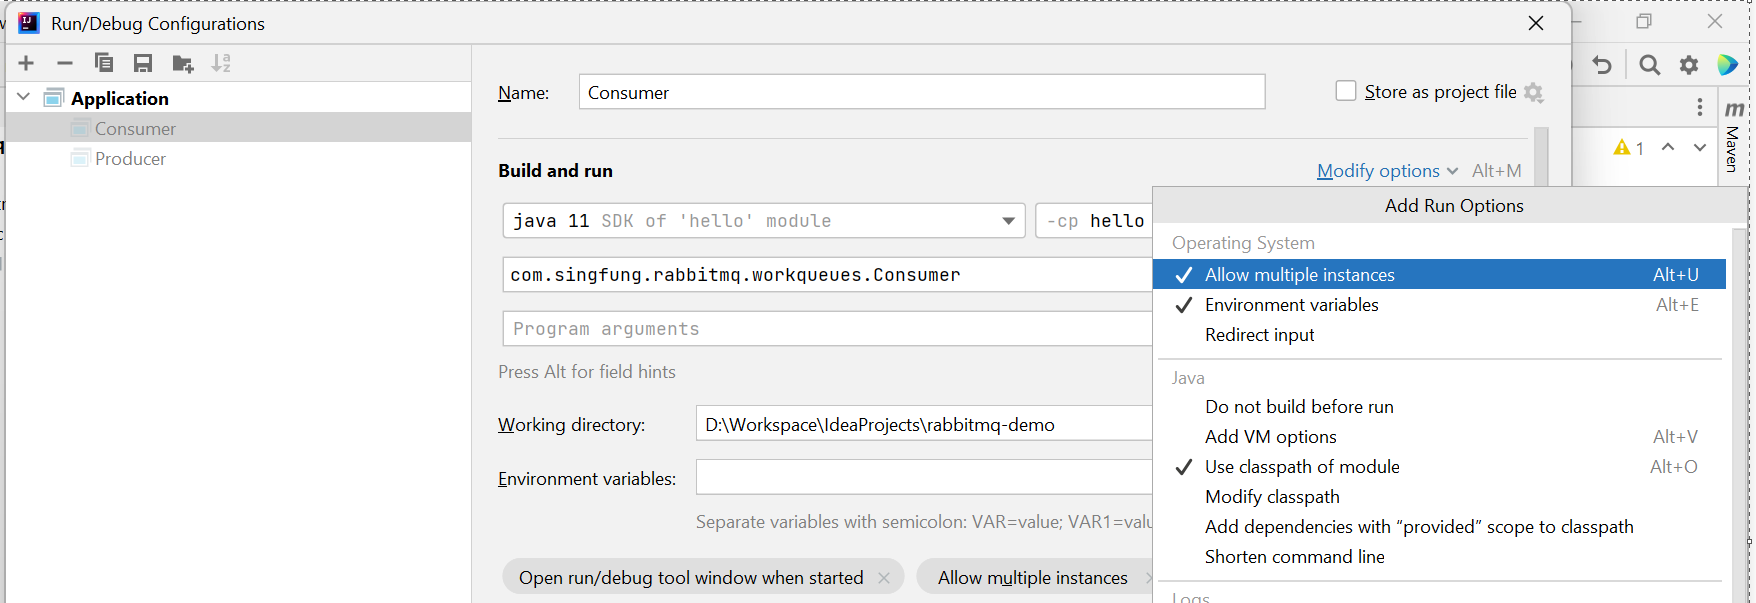 Run/Debug Configurations
Application
Consumer
Producer
Name: Consumer
Store as project file
Build and run
Modify options Alt+M
java 11 SDK of 'hello' module
-cp hello
com.singfung.rabbitmq.workqueues.Consumer
Program arguments
Press Alt for field hints
Working directory: D:\Workspace\IdeaProjects\rabbitmq-demo
Environment variables:
Separate variables with semicolon: VAR=value; VAR1=valu
Open run/debug tool window when started
Allow multiple instances
Add Run Options
Operating System
Allow multiple instances Alt+U
Environment variables Alt+E
Redirect input
Java
Do not build before run
Add VM options Alt+V
Use classpath of module Alt+O
Modify classpath
Add dependencies with “provided” scope to classpath
Shorten command line
Logs
1
m
Maven